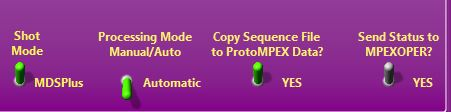 Shot
Mode
MDSPlus
Processing Mode
Manual/Auto
Automatic
Copy Sequence File
to ProtoMPEX Data?
YES
Send Status to
MPEXOPER?
YES